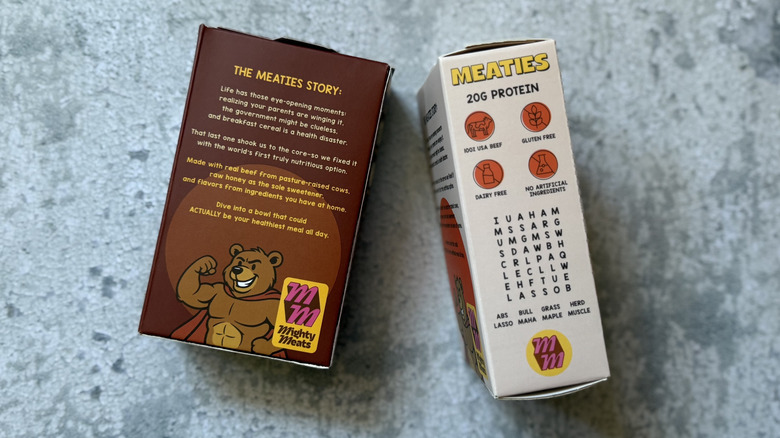 THE MEATIES STORY:
Life has those eye-opening moments:
realizing your parents are winging it,
the government might be clueless,
and breakfast cereal is a health disaster.
That last one shook us to the core-so we fixed it
with the world's first truly nutritious option.
Made with real beef from pasture-raised cows,
raw honey as the sole sweetener,
and flavors from ingredients you have at home.
Dive into a bowl that could
ACTUALLY be your healthiest meal all day.
mm
Mighty
Meats
MEATIES
20G PROTEIN
100% USA BEEF
GLUTEN FREE
DAIRY FREE
NO ARTIFICIAL
INGREDIENTS
I U A H A M
M S S A R G
U M G M S W
S D A W B H
C R L P A Q
L E C L L W
E H F T U E
L A S S O B
ABS BULL GRASS HERD
LASSO MAHA MAPLE MUSCLE
mm